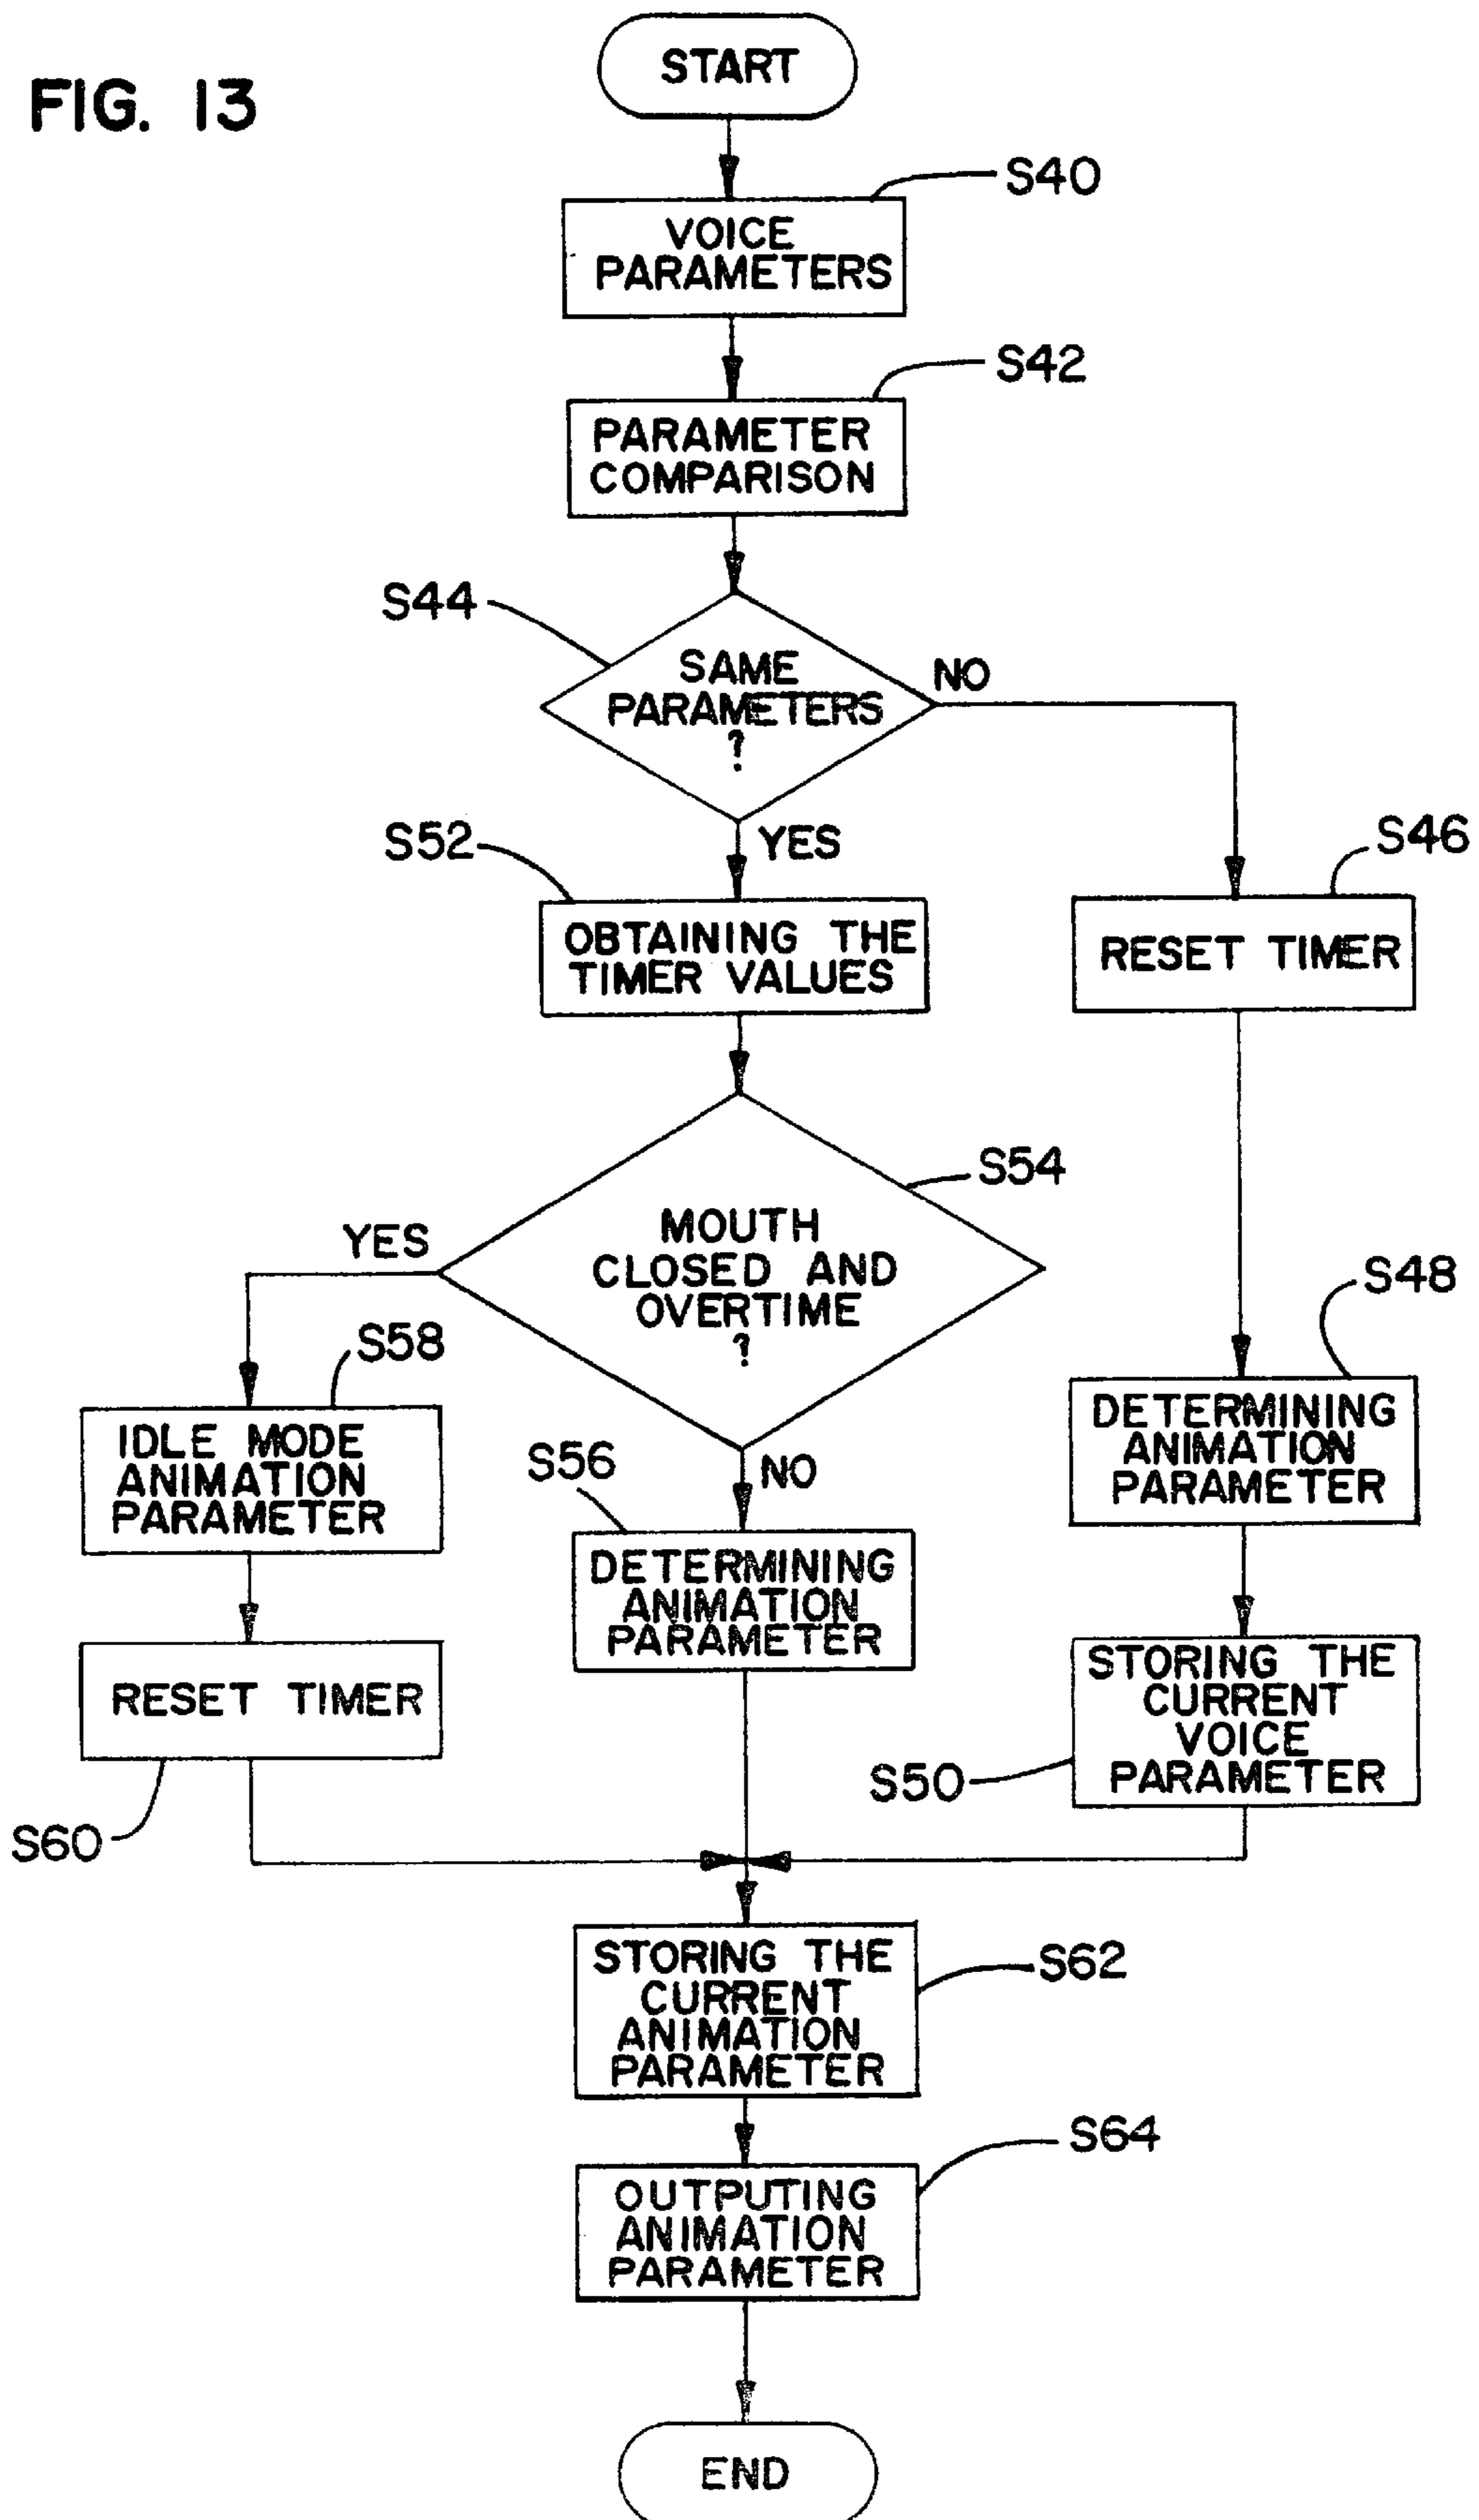 FIG. 13
START
S40
VOICE
PARAMETERS
S42
PARAMETER
COMPARISON
S44
SAME
PARAMETERS
?
NO
YES
S52
OBTAINING THE
TIMER VALUES
S46
RESET TIMER
S54
MOUTH
CLOSED AND
OVERTIME
?
YES
NO
S58
IDLE MODE
ANIMATION
PARAMETER
S56
DETERMINING
ANIMATION
PARAMETER
S48
DETERMINING
ANIMATION
PARAMETER
RESET TIMER
S60
S50
STORING THE
CURRENT
VOICE
PARAMETER
STORING THE
CURRENT
ANIMATION
PARAMETER
S62
S64
OUTPUTING
ANIMATION
PARAMETER
END